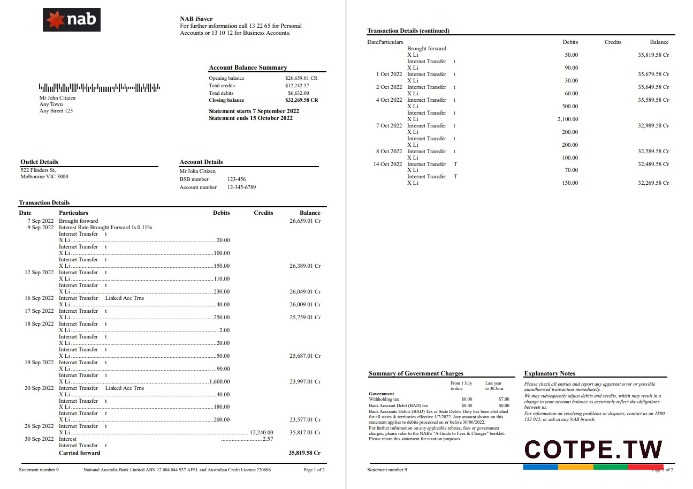 nab
NAB iSaver
For further information call 13 22 65 for Personal
Accounts or 13 10 12 for Business Accounts.
Account Balance Summary
Opening balance $26,659.01 CR
Total credits $12,242.57
Total debits $6,632.00
Closing balance $32,269.58 CR
Statement starts 7 September 2022
Statement ends 15 October 2022
Mr John Citizen
Any Town
Any Street 123
Outlet Details
522 Flinders St,
Melbourne VIC 3000
Account Details
Mr John Citizen
BSB number 123-456
Account number 12-345-6789
Transaction Details
Date Particulars Debits Credits Balance
7 Sep 2022 Brought forward 26,659.01 Cr
9 Sep 2022 Interest Rate Brought Forward Is 0.10%
Internet Transfer t
X Li 20.00
Internet Transfer t
X Li 100.00
Internet Transfer t
X Li 150.00 26,389.01 Cr
12 Sep 2022 Internet Transfer t
X Li 110.00
Internet Transfer t
X Li 230.00 26,049.01 Cr
16 Sep 2022 Internet Transfer Linked Acc Trns
X Li 40.00 26,009.01 Cr
17 Sep 2022 Internet Transfer t
X Li 250.00 25,759.01 Cr
18 Sep 2022 Internet Transfer t
X Li 2.00
Internet Transfer t
X Li 20.00
Internet Transfer t
X Li 50.00 25,687.01 Cr
19 Sep 2022 Internet Transfer t
X Li 90.00
Internet Transfer t
X Li 1,600.00 23,997.01 Cr
20 Sep 2022 Internet Transfer Linked Acc Trns
X Li 40.00
Internet Transfer t
X Li 180.00
Internet Transfer t
X Li 200.00 23,577.01 Cr
26 Sep 2022 Internet Transfer t
X Li 12,240.00 35,817.01 Cr
30 Sep 2022 Interest 2.57
Internet Transfer t
Carried forward 35,819.58 Cr
Statement number 9 National Australia Bank Limited ABN 12 004 044 937 AFSL and Australian Credit Licence 230686 Page 1 of 2
Transaction Details (continued)
Date Particulars Debits Credits Balance
Brought forward
X Li 50.00 35,819.58 Cr
Internet Transfer t
X Li 90.00
1 Oct 2022 Internet Transfer t 35,679.58 Cr
X Li 30.00
2 Oct 2022 Internet Transfer t 35,649.58 Cr
X Li 60.00
4 Oct 2022 Internet Transfer t 35,589.58 Cr
X Li 500.00
Internet Transfer t
X Li 2,100.00
7 Oct 2022 Internet Transfer t 32,989.58 Cr
X Li 200.00
Internet Transfer t
X Li 200.00
8 Oct 2022 Internet Transfer t 32,589.58 Cr
X Li 100.00
14 Oct 2022 Internet Transfer T 32,489.58 Cr
X Li 70.00
Internet Transfer T
X Li 150.00 32,269.58 Cr
Summary of Government Charges
From 1 July Last year
to date to 30 June
Government
Withholding tax $0.00 $7.00
Bank Account Debit (BAD) tax $0.00 $0.00
Bank Accounts Debit (BAD) Tax or State Debits Duty has been abolished
for all states & territories effective 1/7/2022. Any amount shown on this
statement applies to debits processed on or before 30/06/2022.
For further information on any applicable rebates, fees or government
charges, please refer to the NAB's "A Guide to Fees & Charges" booklet.
Please retain this statement for taxation purposes
Explanatory Notes
Please check all entries and report any apparent error or possible
unauthorised transaction immediately.
We may subsequently adjust debits and credits, which may result in a
change to your account balance to accurately reflect the obligations
between us.
For information on resolving problems or disputes, contact us on 1800
152 015, or ask at any NAB branch.
COTPE.TW
Statement number 9 of 2